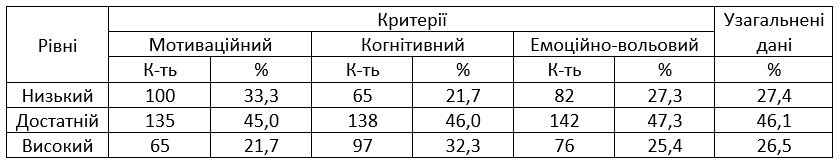 Рівні Критерії Узагальнені дані
Мотиваційний Когнітивний Емоційно-вольовий
К-ть % К-ть % К-ть % %
Низький 100 33,3 65 21,7 82 27,3 27,4
Достатній 135 45,0 138 46,0 142 47,3 46,1
Високий 65 21,7 97 32,3 76 25,4 26,5